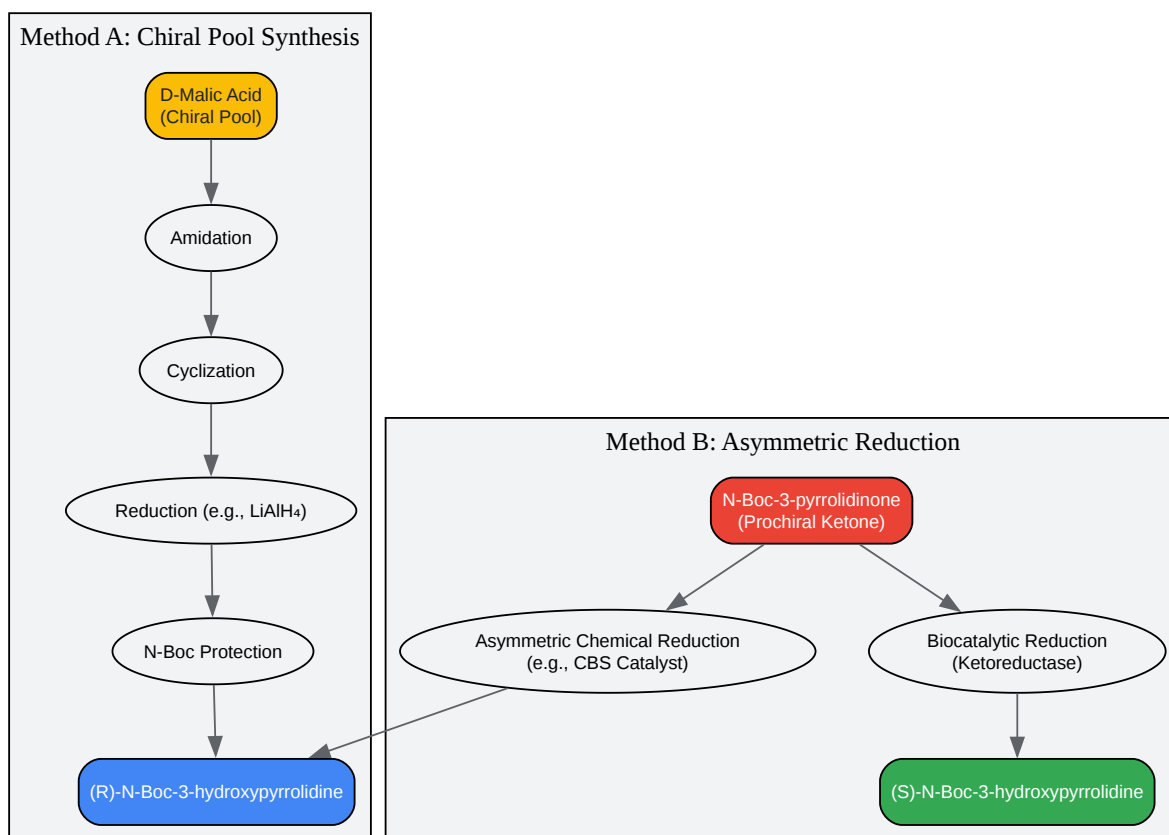 Method A: Chiral Pool Synthesis
D-Malic Acid
(Chiral Pool)
Amidation
Cyclization
Reduction (e.g., LiAlH₄)
N-Boc Protection
(R)-N-Boc-3-hydroxypyrrolidine
Method B: Asymmetric Reduction
N-Boc-3-pyrrolidinone
(Prochiral Ketone)
Asymmetric Chemical Reduction
(e.g., CBS Catalyst)
Biocatalytic Reduction
(Ketoreductase)
(S)-N-Boc-3-hydroxypyrrolidine